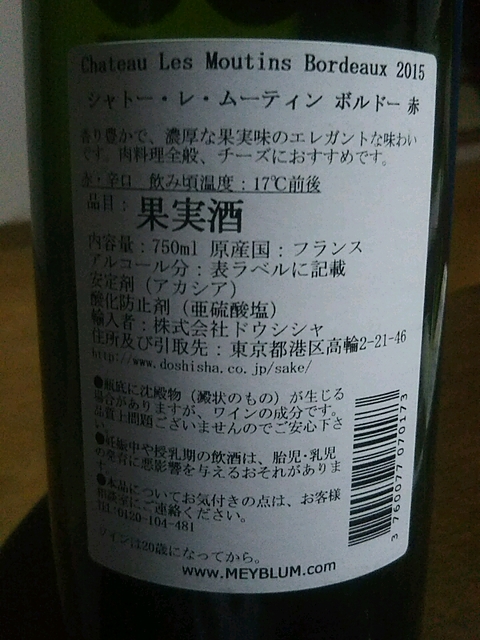 Chateau Les Moutins Bordeaux 2015
シャトー・レ・ムーティン ボルドー 赤
香り豊かで、濃厚な果実味のエレガントな味わい
です。肉料理全般、チーズにおすすめです。
赤・辛口 飲み頃温度:17℃前後
品目:果実酒
内容量:750ml 原産国:フランス
アルコール分:表ラベルに記載
安定剤(アカシア)
酸化防止剤(亜硫酸塩)
輸入者:株式会社ドウシシャ
住所及び引取先:東京都港区高輪2-21-46
http://www.doshisha.co.jp/sake/
●瓶底に沈殿物(澱状のもの)が生じる
場合がありますが、ワインの成分です。
品質上問題ございませんのでご安心下さ
い。
●妊娠中や授乳期の飲酒は、胎児・乳児
の発育に悪影響を与えるおそれがありま
す。
●本品についてお気付きの点は、お客様
相談室にご連絡ください。
TEL:0120-104-481
ワインは20歳になってから。
www.MEYBLUM.com
3 760077 070173